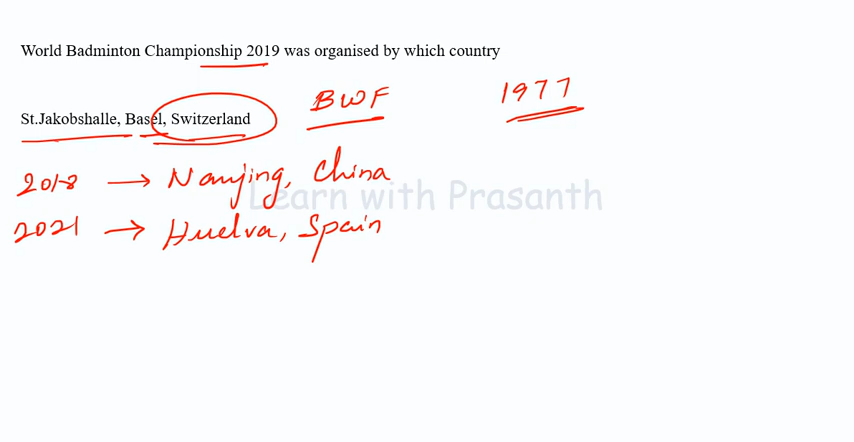 World Badminton Championship 2019 was organised by which country
BWF
1977
St.Jakobshalle, Basel, Switzerland
2018 → Nanjing, China
Learn with Prasanth
2021 → Huelva, Spain